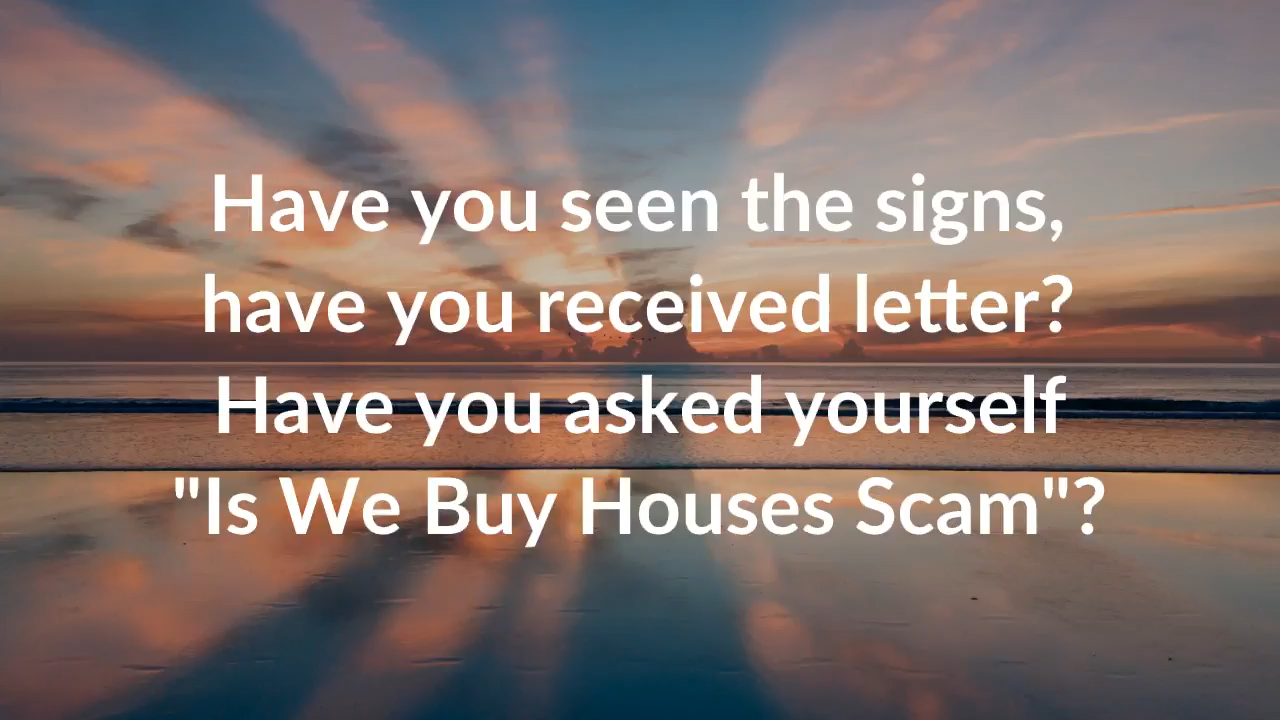 Have you seen the signs,
have you received letter?
Have you asked yourself
"Is We Buy Houses Scam"?